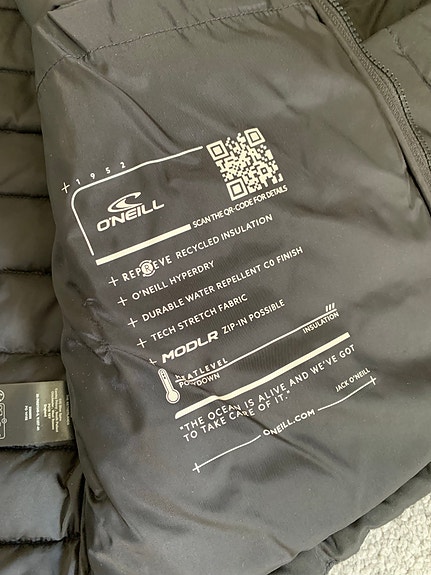 1952
O'NEILL
SCAN THE QR-CODE FOR DETAILS
REPREVE RECYCLED INSULATION
O'NEILL HYPERDRY
DURABLE WATER REPELLENT C0 FINISH
TECH STRETCH FABRIC
MODLR ZIP-IN POSSIBLE
HEATLEVEL
POLYDOWN
INSULATION
"THE OCEAN IS ALIVE AND WE'VE GOT
TO TAKE CARE OF IT."
JACK O'NEILL
ONEILL.COM